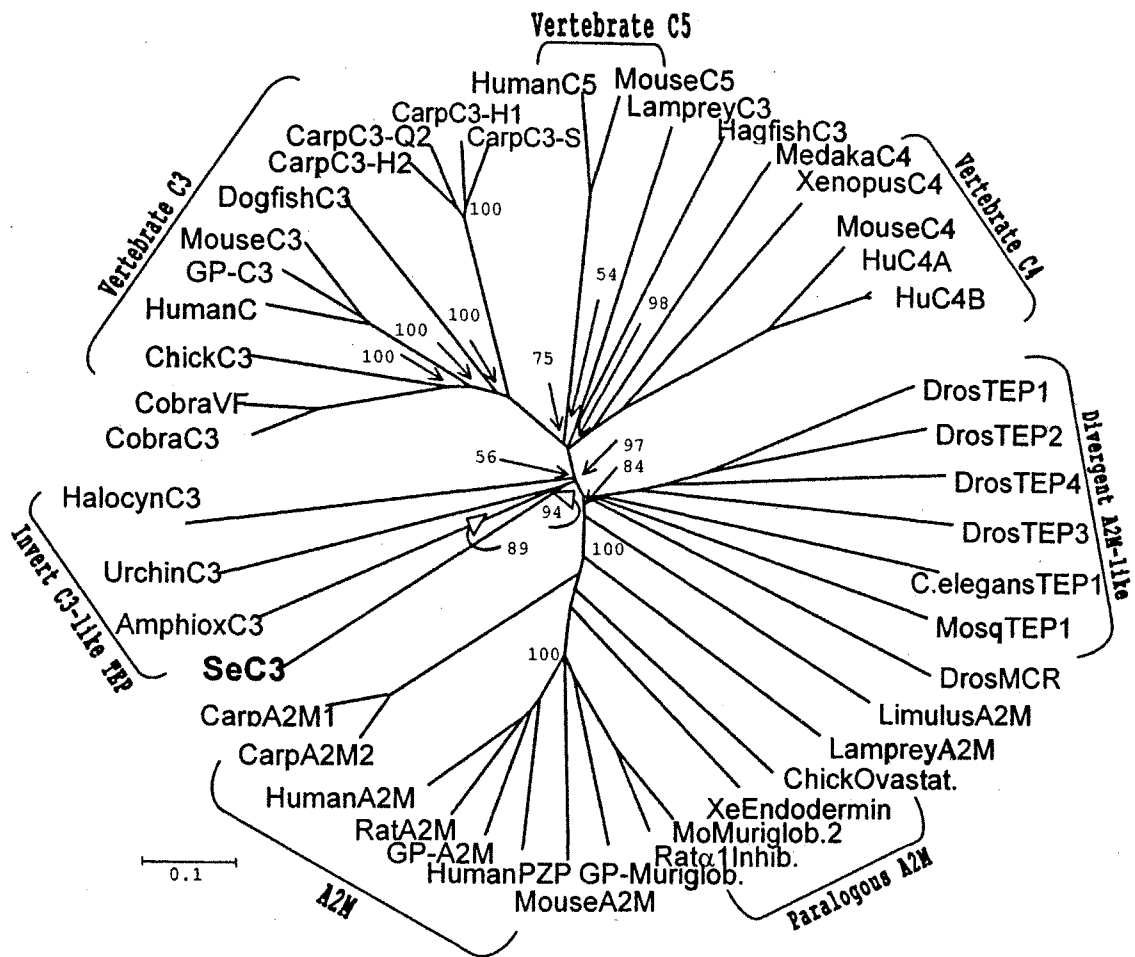 Vertebrate C5
HumanC5
MouseC5
LampreyC3
HagfishC3
MedakaC4
XenopusC4
Vertebrate C4
MouseC4
HuC4A
HuC4B
CarpC3-H1
CarpC3-Q2
CarpC3-S
CarpC3-H2
DogfishC3
Vertebrate C3
MouseC3
GP-C3
HumanC
ChickC3
CobraVF
CobraC3
100
54
98
100
100
100
75
97
56
84
94
89
100
100
DrosTEP1
DrosTEP2
DrosTEP4
DrosTEP3
C.elegansTEP1
MosqTEP1
Divergent A2M-like
DrosMCR
LimulusA2M
LampreyA2M
ChickOvastat.
XeEndodermin
MoMuriglob.2
Ratα1Inhib.
Paralogous A2M
GP-Muriglob.
HalocynC3
UrchinC3
AmphioxC3
SeC3
Invert C3-like TEP
CarpA2M1
CarpA2M2
HumanA2M
RatA2M
GP-A2M
HumanPZP
MouseA2M
A2M
0.1